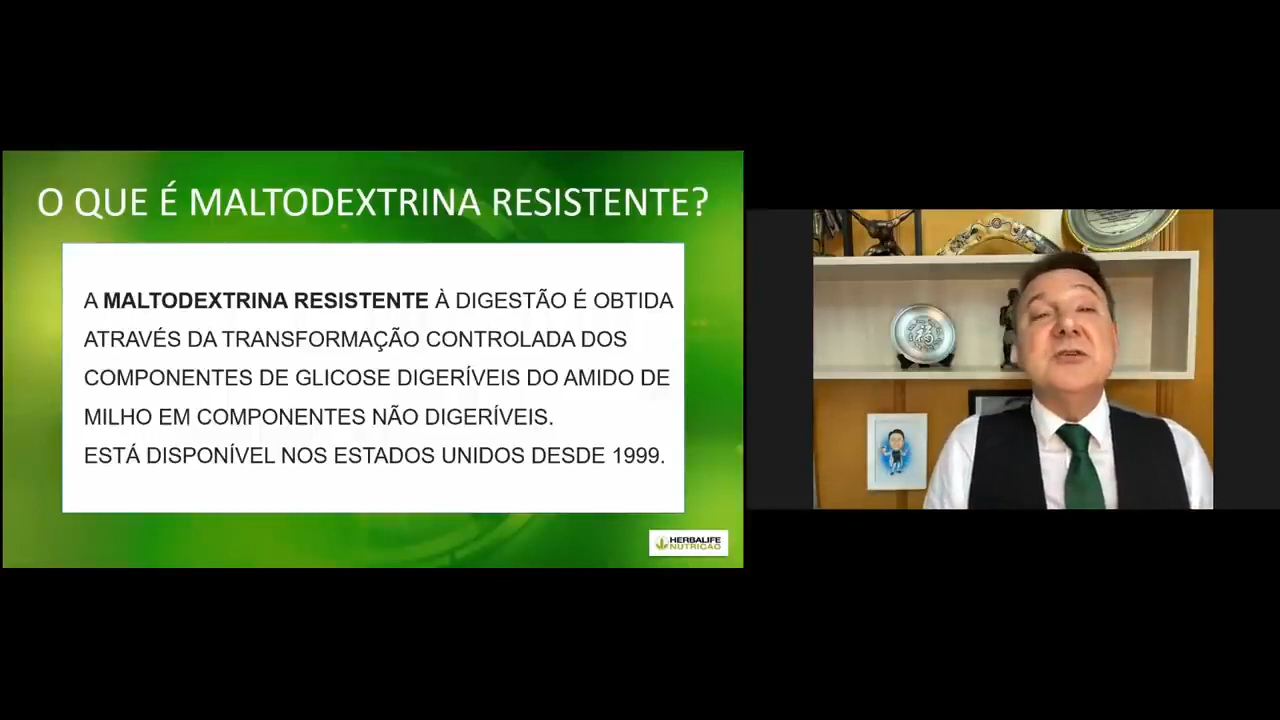 O QUE É MALTODEXTRINA RESISTENTE?
A MALTODEXTRINA RESISTENTE À DIGESTÃO É OBTIDA
ATRAVÉS DA TRANSFORMAÇÃO CONTROLADA DOS
COMPONENTES DE GLICOSE DIGERÍVEIS DO AMIDO DE
MILHO EM COMPONENTES NÃO DIGERÍVEIS.
ESTÁ DISPONÍVEL NOS ESTADOS UNIDOS DESDE 1999.
HERBALIFE
NUTRIÇÃO
福